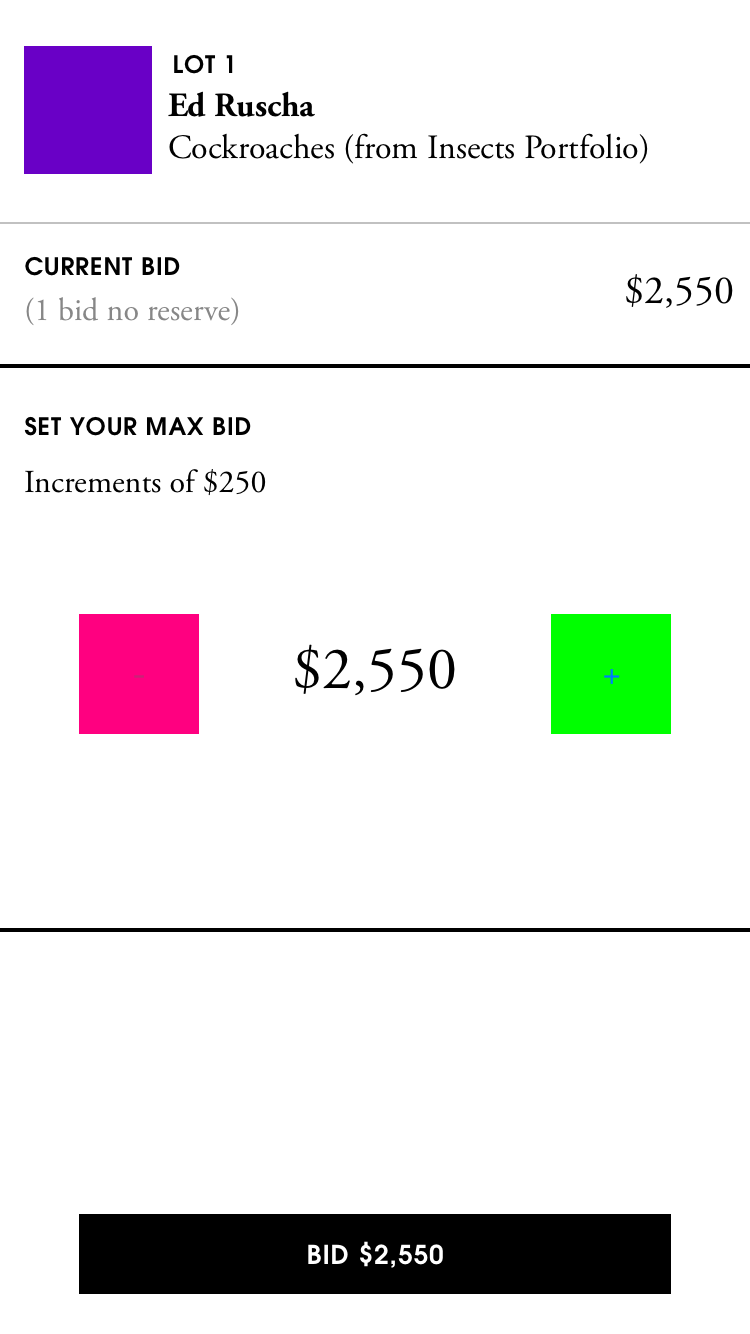 LOT 1
Ed Ruscha
Cockroaches (from Insects Portfolio)
CURRENT BID
(1 bid no reserve)
$2,550
SET YOUR MAX BID
Increments of $250
- $2,550 +
BID $2,550